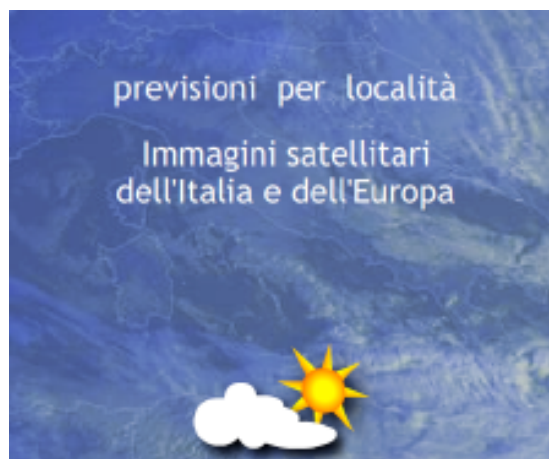 previsioni per località
Immagini satellitari
dell'Italia e dell'Europa